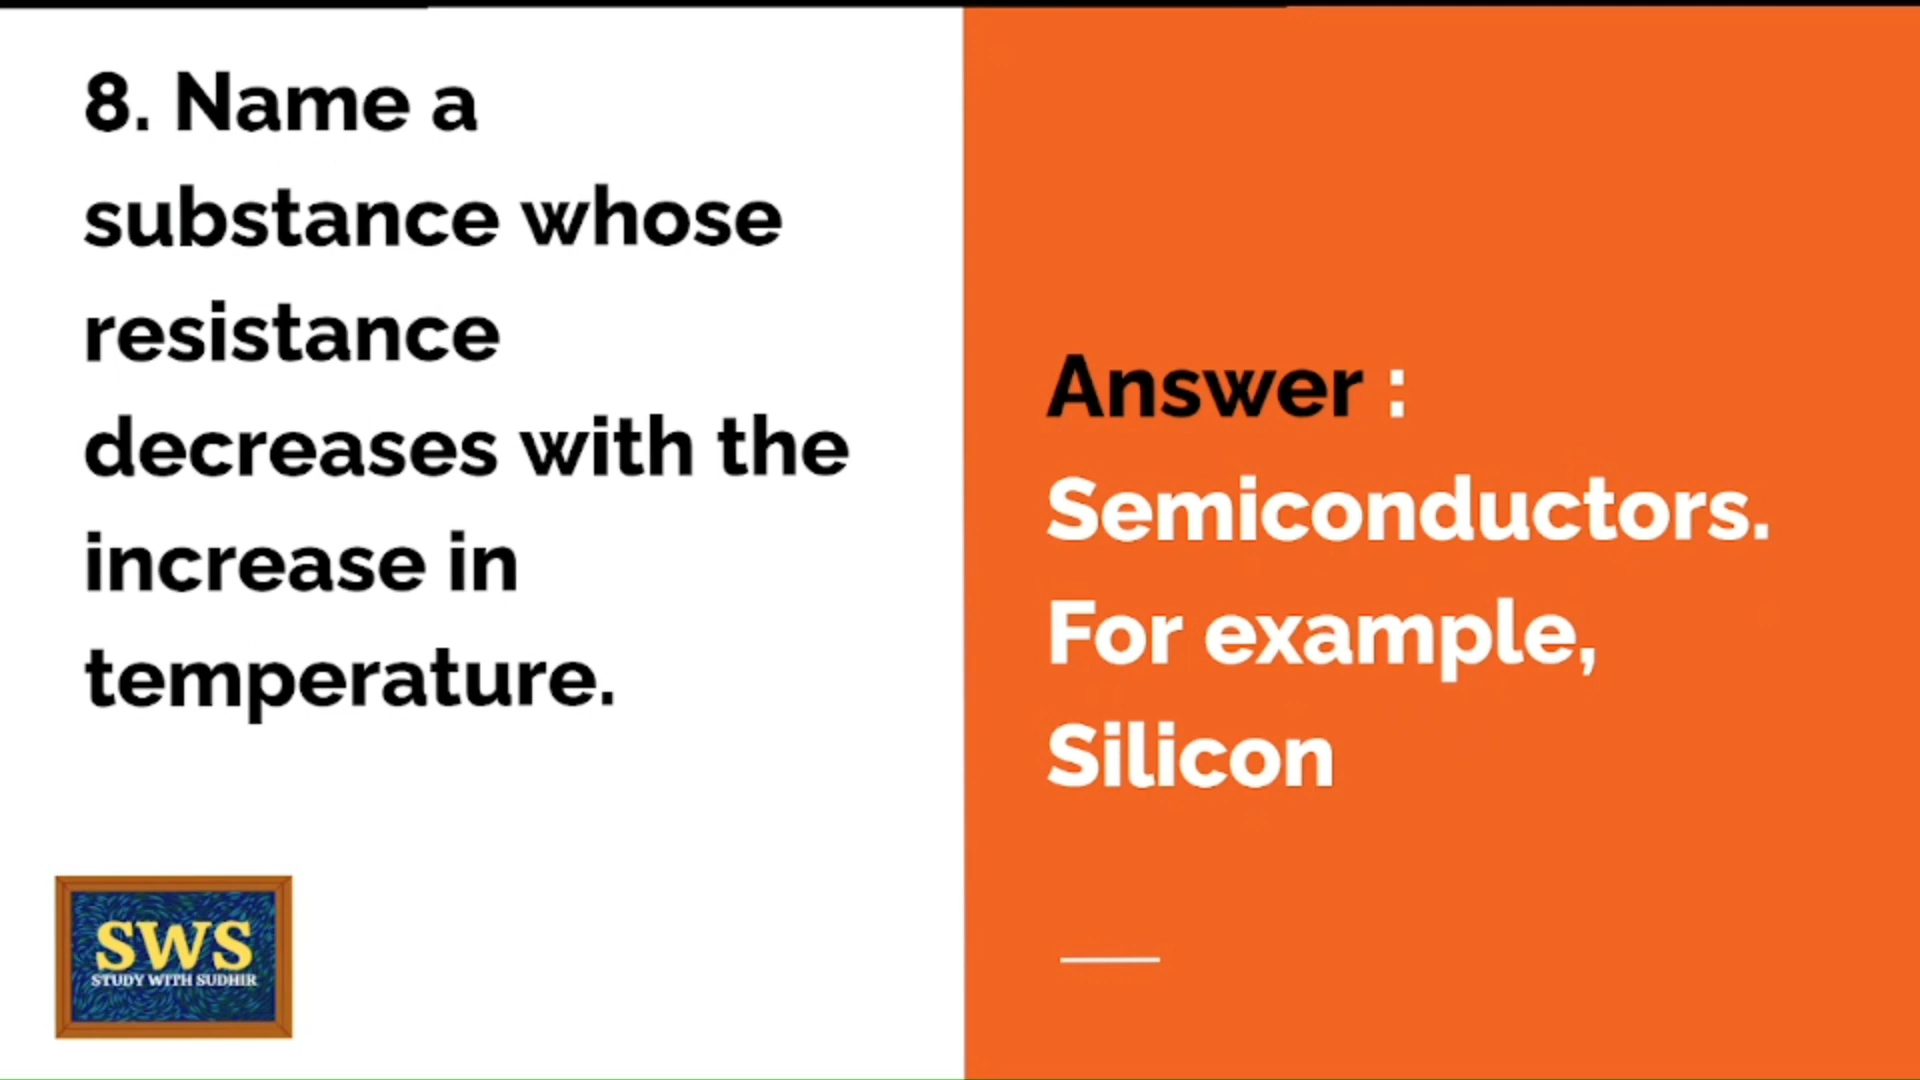 8. Name a
substance whose
resistance
decreases with the
increase in
temperature.
Answer :
Semiconductors.
For example,
Silicon
SWS
STUDY WITH SUDHIR